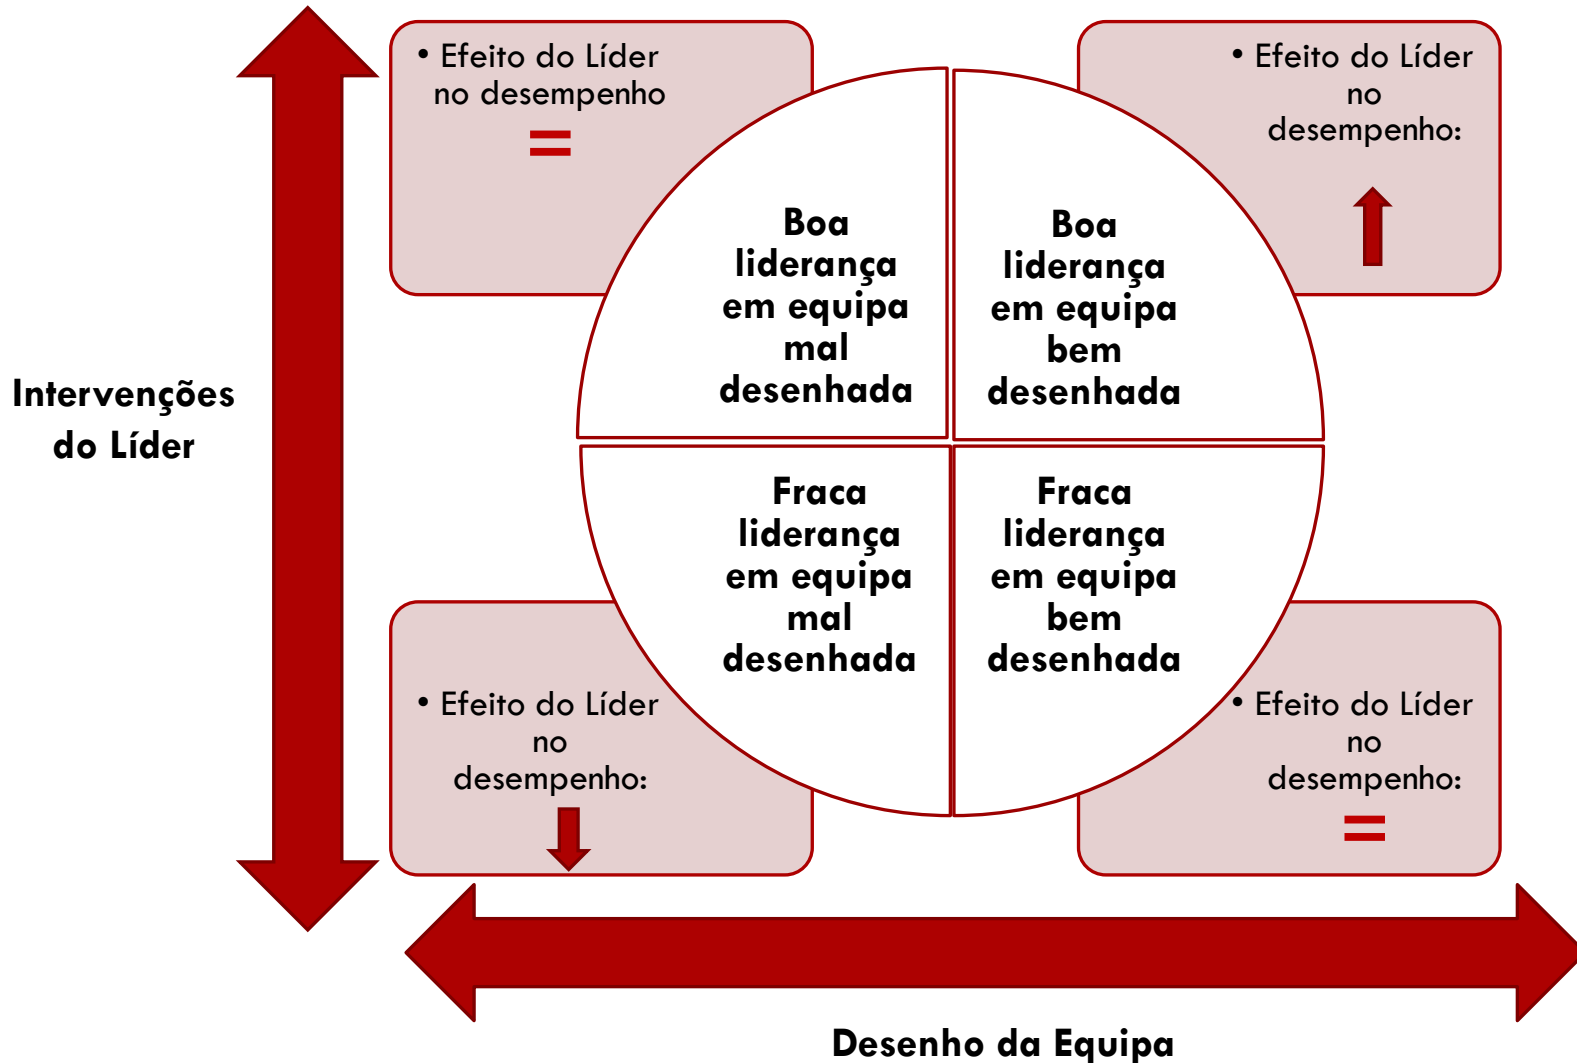 • Efeito do Líder
no desempenho
=
• Efeito do Líder
no
desempenho:
Boa
liderança
em equipa
mal
desenhada
Boa
liderança
em equipa
bem
desenhada
Intervenções
do Líder
Fraca
liderança
em equipa
mal
desenhada
Fraca
liderança
em equipa
bem
desenhada
• Efeito do Líder
no
desempenho:
• Efeito do Líder
no
desempenho:
=
Desenho da Equipa